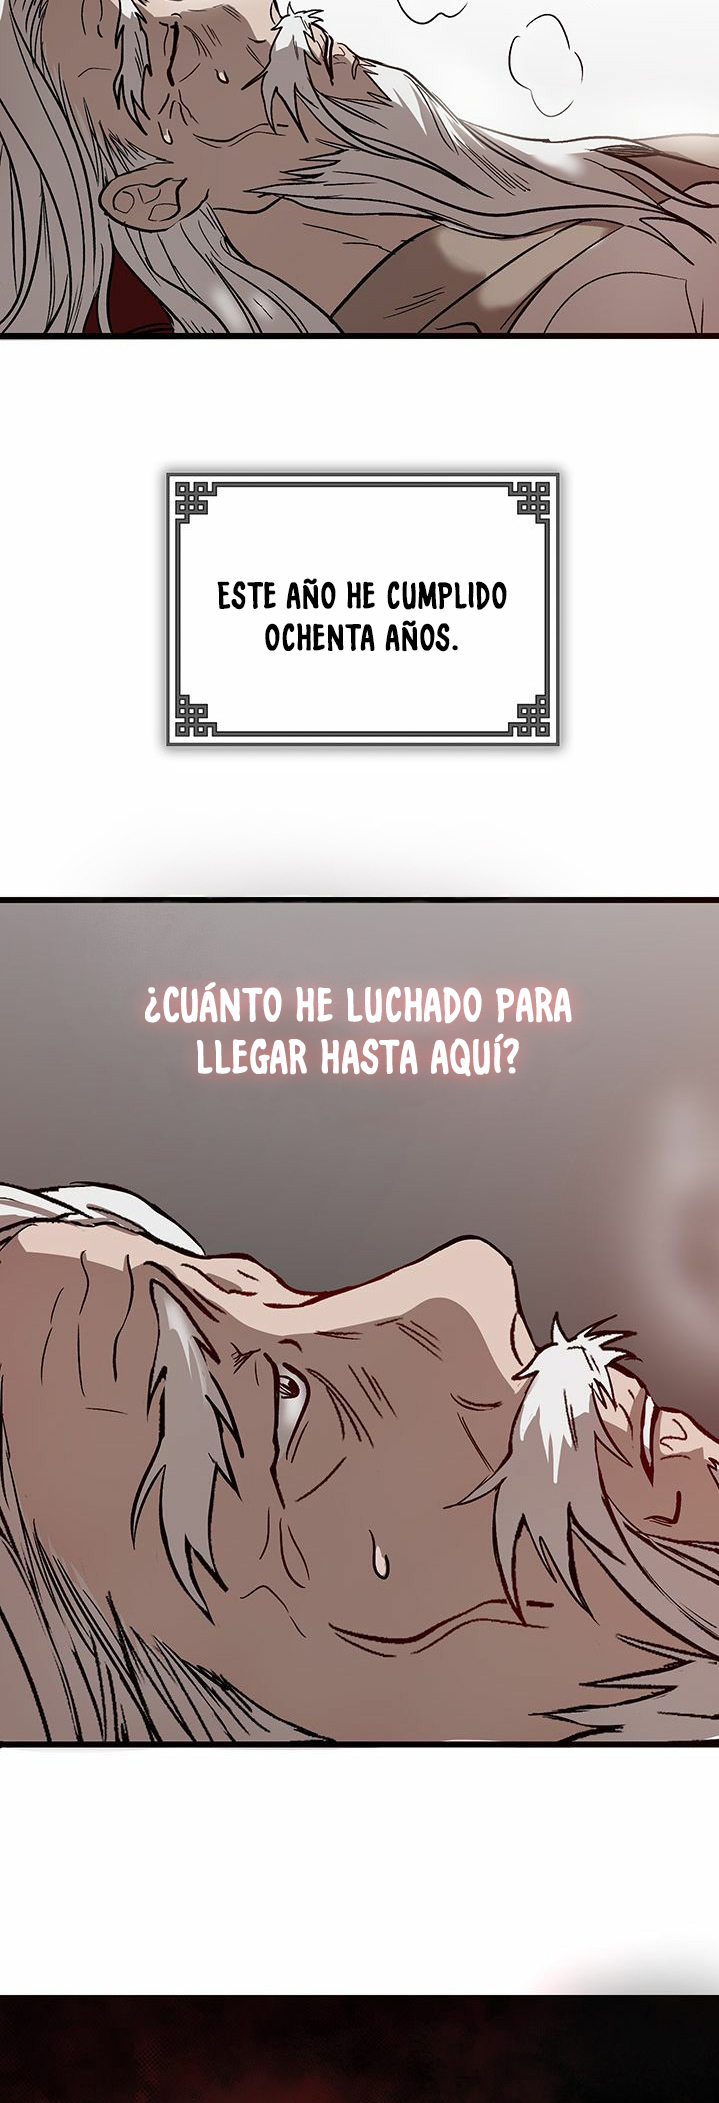 ESTE AÑO HE CUMPLIDO
OCHENTA AÑOS.
¿CUÁNTO HE LUCHADO PARA
LLEGAR HASTA AQUÍ?